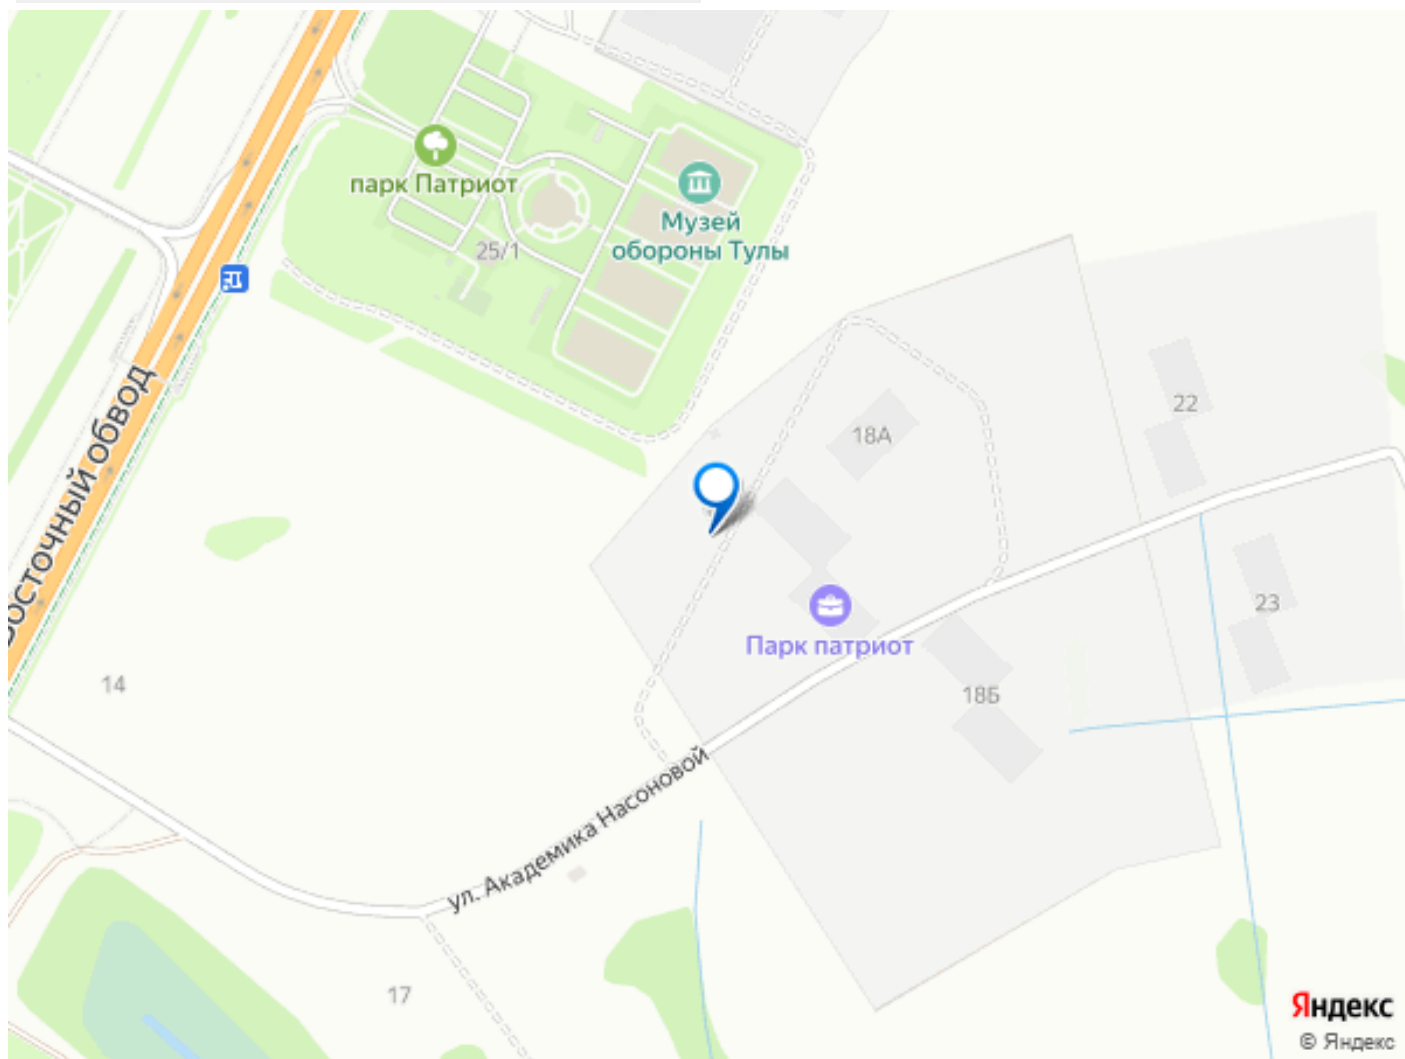 парк Патриот
Музей
обороны Тулы
25/1
Восточный обвод
22
18А
23
Парк патриот
14
18Б
ул. Академика Насоновой
17
Яндекс
© Яндекс